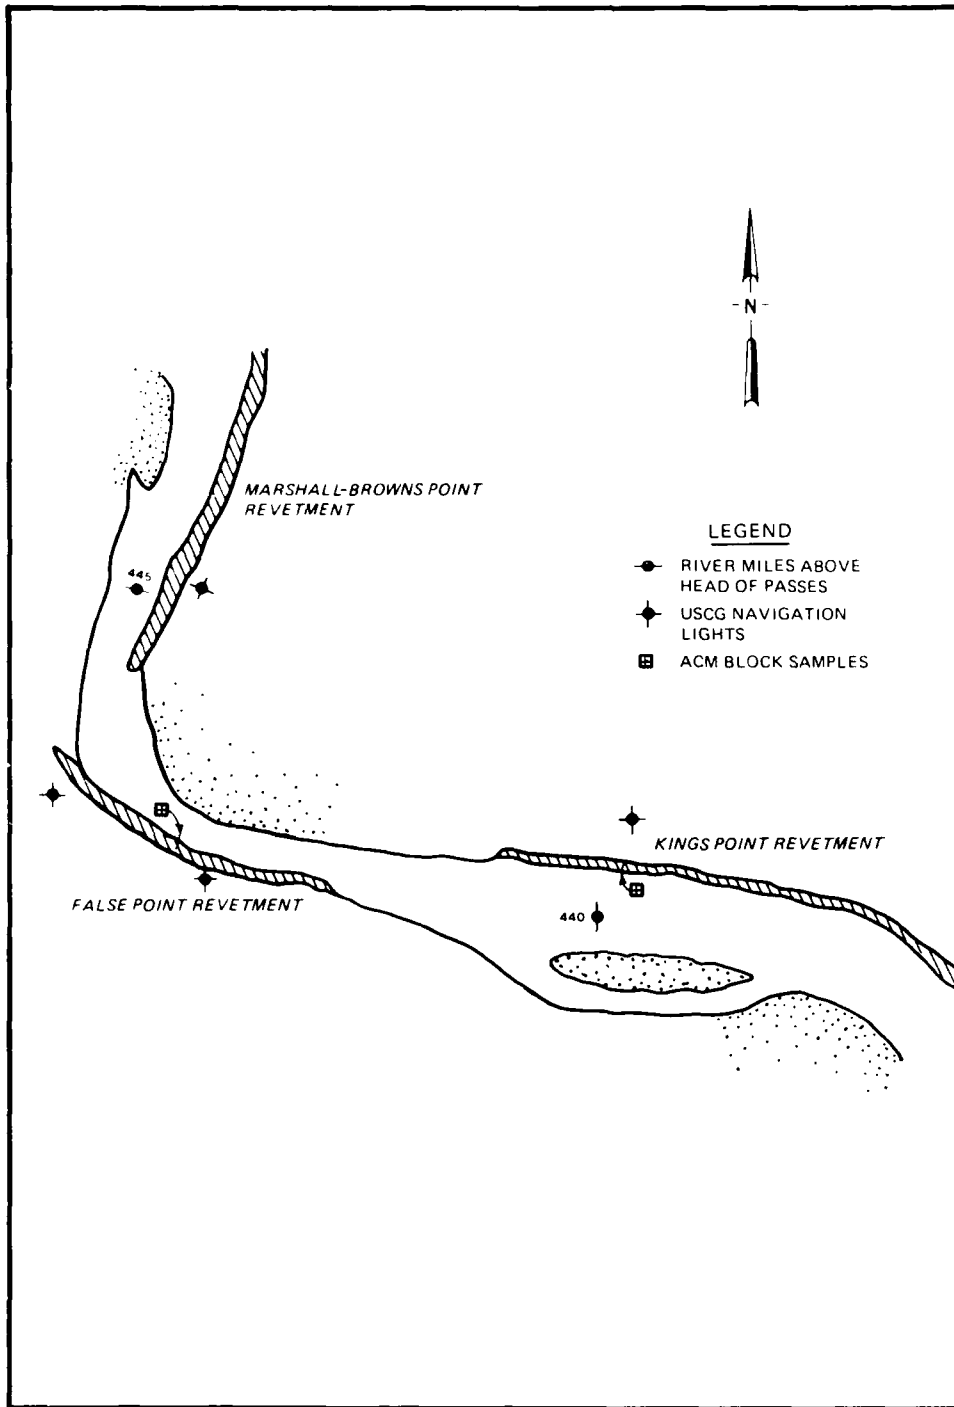 - N -
MARSHALL-BROWNS POINT
REVETMENT
LEGEND
RIVER MILES ABOVE
HEAD OF PASSES
USCG NAVIGATION
LIGHTS
ACM BLOCK SAMPLES
445
KINGS POINT REVETMENT
440
FALSE POINT REVETMENT